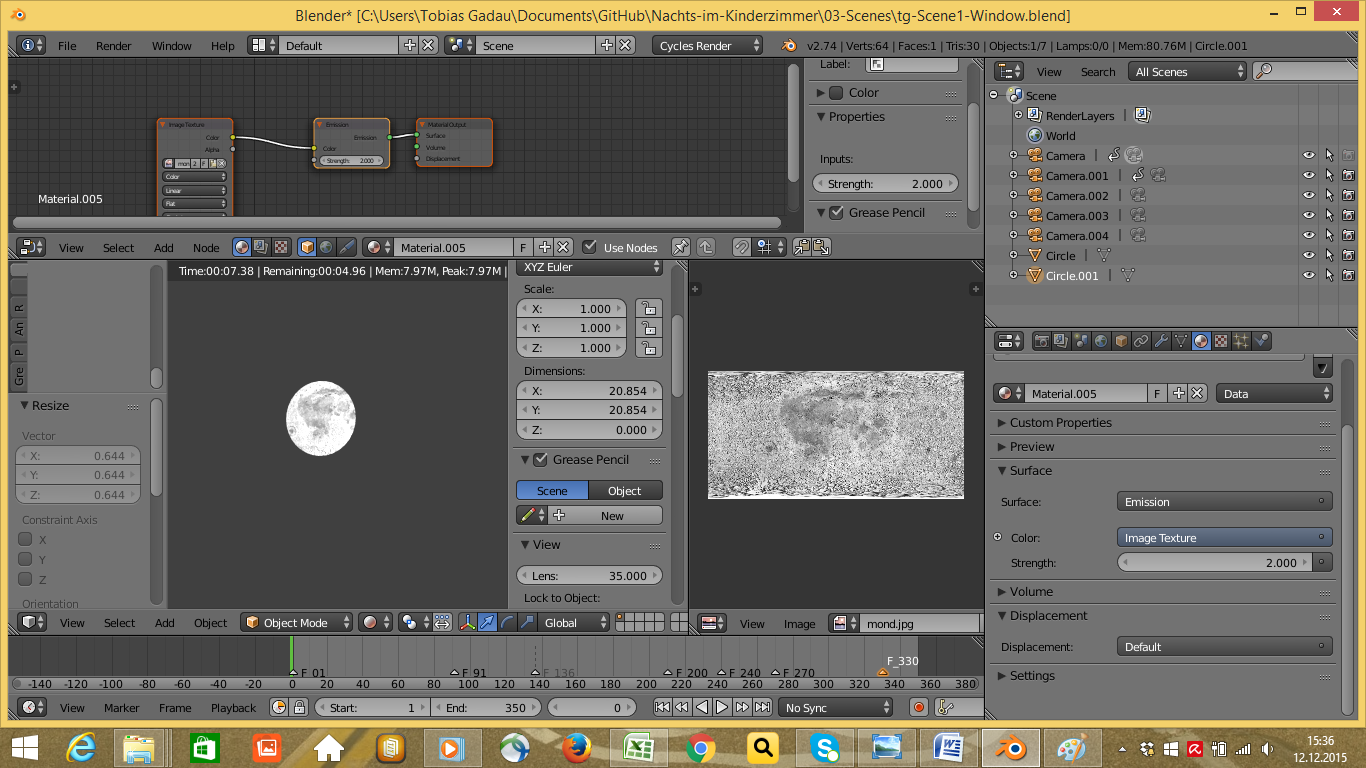 Blender* [C:\Users\Tobias Gadau\Documents\GitHub\Nachts-im-Kinderzimmer\03-Scenes\tg-Scene1-Window.blend]
File Render Window Help Default Scene Cycles Render v2.74 | Verts:64 | Faces:1 | Tris:30 | Objects:1/7 | Lamps:0/0 | Mem:80.76M | Circle.001
Image Texture
Color
Alpha
mon 2 F
Color
Linear
Flat
Emission
Emission
Color
Strength: 2.000
Material Output
Surface
Volume
Displacement
Material.005
Label:
Color
Properties
Inputs:
Strength: 2.000
Grease Pencil
View Select Add Node Material.005 F Use Nodes
View Search All Scenes
Scene
RenderLayers
World
Camera
Camera.001
Camera.002
Camera.003
Camera.004
Circle
Circle.001
R
An
P
Gre
Resize
Vector
X: 0.644
Y: 0.644
Z: 0.644
Constraint Axis
X
Y
Z
Orientation
Time:00:07.38 | Remaining:00:04.96 | Mem:7.97M, Peak:7.97M |
XYZ Euler
Scale:
X: 1.000
Y: 1.000
Z: 1.000
Dimensions:
X: 20.854
Y: 20.854
Z: 0.000
Grease Pencil
Scene Object
New
View
Lens: 35.000
Lock to Object:
View Select Add Object Object Mode Global
View Image mond.jpg
Material.005 F Data
Custom Properties
Preview
Surface
Surface: Emission
Color: Image Texture
Strength: 2.000
Volume
Displacement
Displacement: Default
Settings
F_330
F_01 F_91 F_136 F_200 F_240 F_270
-140 -120 -100 -80 -60 -40 -20 0 20 40 60 80 100 120 140 160 180 200 220 240 260 280 300 320 340 360 380
View Marker Frame Playback Start: 1 End: 350 0 No Sync
15:36
12.12.2015